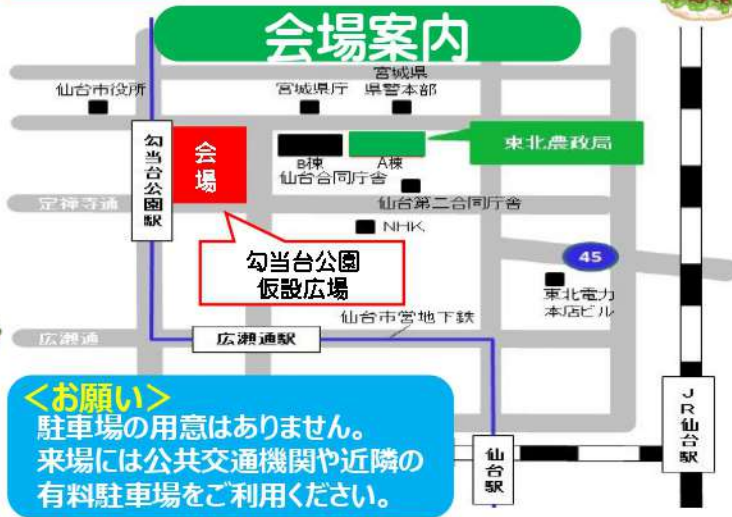 会場案内
仙台市役所
宮城県庁
宮城県
県警本部
勾当台公園駅
会場
B棟
A棟
仙台合同庁舎
東北農政局
定禅寺通
仙台第二合同庁舎
NHK
勾当台公園
仮設広場
45
東北電力
本店ビル
仙台市営地下鉄
広瀬通
広瀬通駅
JR仙台駅
仙台駅
<お願い>
駐車場の用意はありません。
来場には公共交通機関や近隣の
有料駐車場をご利用ください。